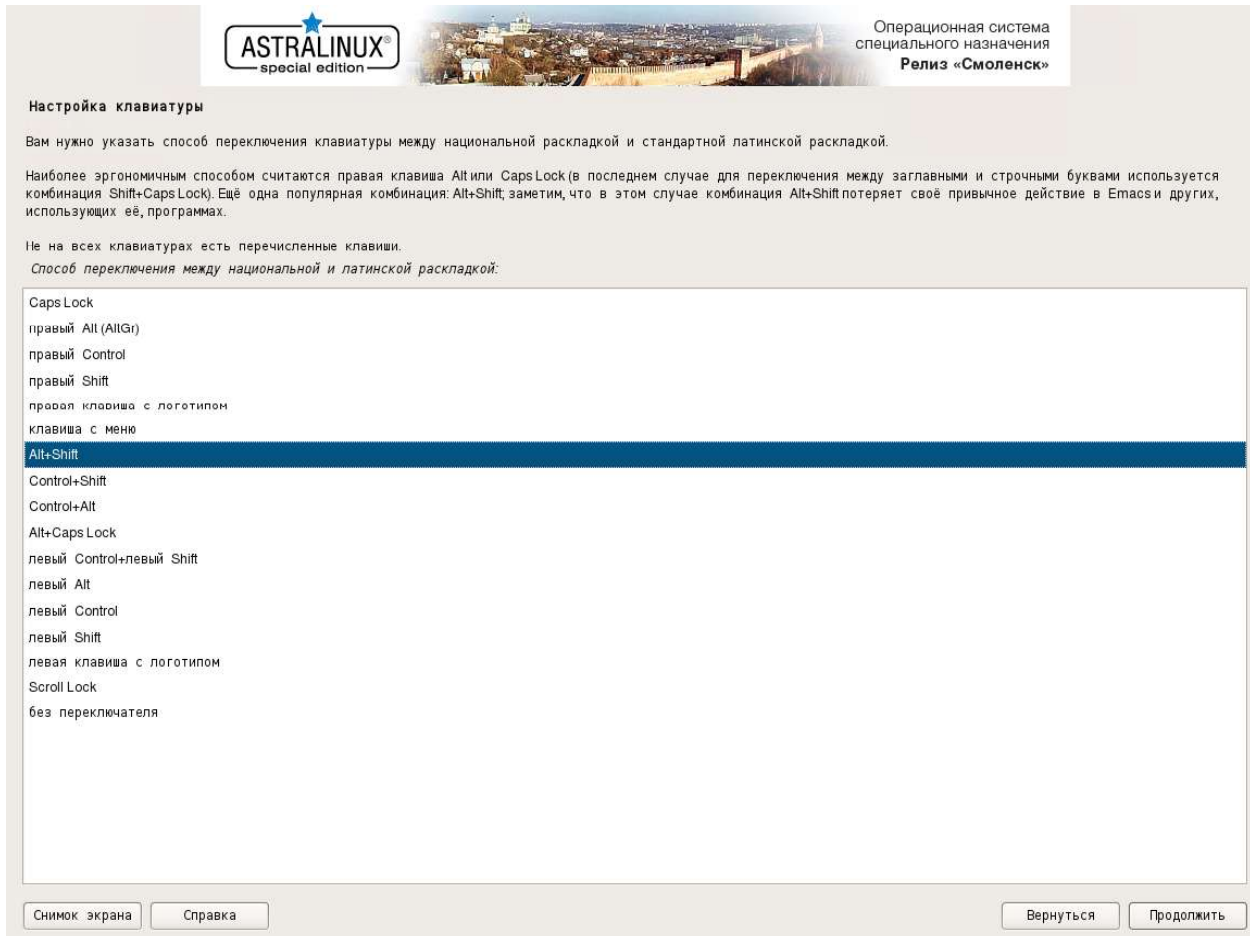 ASTRALINUX®
special edition
Операционная система
специального назначения
Релиз «Смоленск»
Настройка клавиатуры
Вам нужно указать способ переключения клавиатуры между национальной раскладкой и стандартной латинской раскладкой.
Наиболее эргономичным способом считаются правая клавиша Alt или Caps Lock (в последнем случае для переключения между заглавными и строчными буквами используется
комбинация Shift+Caps Lock). Ещё одна популярная комбинация: Alt+Shift; заметим, что в этом случае комбинация Alt+Shift потеряет своё привычное действие в Emacs и других,
использующих её, программах.
Не на всех клавиатурах есть перечисленные клавиши.
Способ переключения между национальной и латинской раскладкой:
Caps Lock
правый Alt (AltGr)
правый Control
правый Shift
правая клавиша с логотипом
клавиша с меню
Alt+Shift
Control+Shift
Control+Alt
Alt+Caps Lock
левый Control+левый Shift
левый Alt
левый Control
левый Shift
левая клавиша с логотипом
Scroll Lock
без переключателя
Снимок экрана
Справка
Вернуться
Продолжить